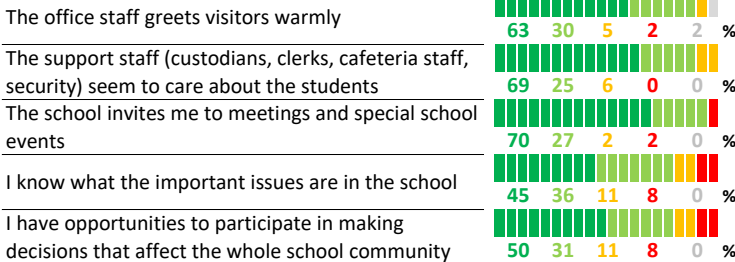 The office staff greets visitors warmly
63 30 5 2 2 %
The support staff (custodians, clerks, cafeteria staff,
security) seem to care about the students
69 25 6 0 0 %
The school invites me to meetings and special school
events
70 27 2 2 0 %
I know what the important issues are in the school
45 36 11 8 0 %
I have opportunities to participate in making
decisions that affect the whole school community
50 31 11 8 0 %